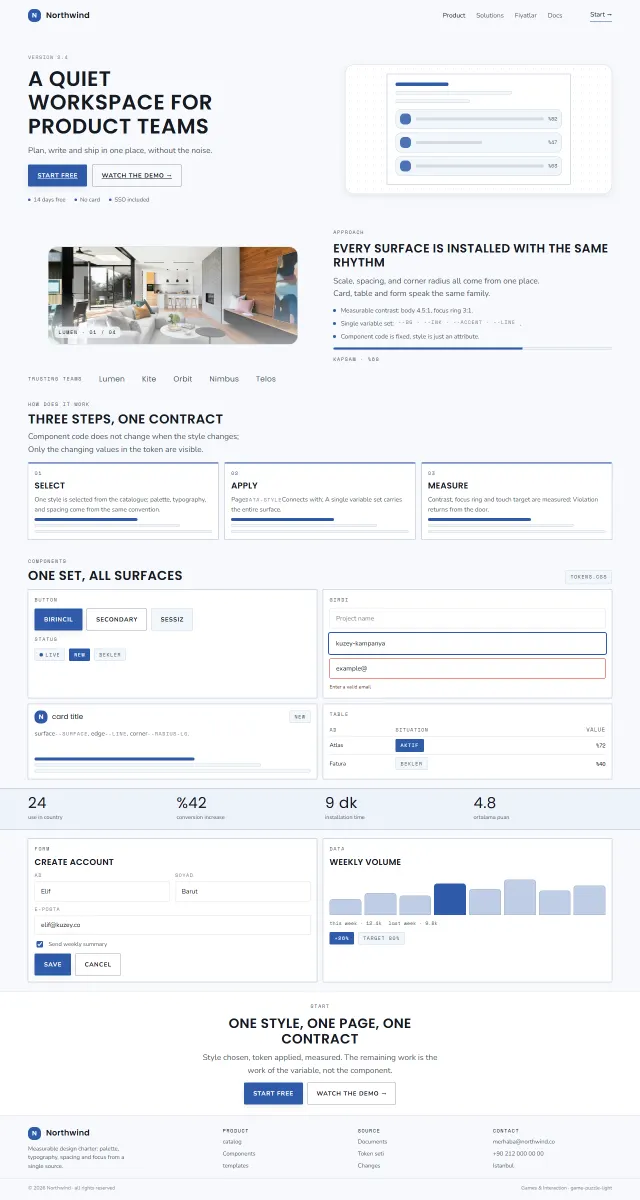 N Northwind
Product Solutions Fivatlar Docs Start →
VERSION 5.4
A QUIET
WORKSPACE FOR
PRODUCT TEAMS
Plan, write and ship in one place, without the noise.
START FREE WATCH THE DEMO →
14 days free No card SSO included
%82
%47
LUMEN · 01 / 04
APPROACH
EVERY SURFACE IS INSTALLED WITH THE SAME
RHYTHM
Scale, spacing, and corner radius all come from one place.
Card, table and form speak the same family.
Measurable contrast: body 4.5:1, focus ring 3:1.
Single variable set: --BG · --INK · --ACCENT · --LINE .
Component code is fixed, style is just an attribute.
KAPSAM · %68
TRUSTING TEAMS Lumen Kite Orbit Nimbus Telos
HOW DOES IT WORK
THREE STEPS, ONE CONTRACT
Component code does not change when the style changes;
Only the changing values in the token are visible.
01
SELECT
One style is selected from the catalogue; palette, typography,
and spacing come from the same convention.
APPLY
PageDATA-STYLEConnects with; A single variable set carries
the entire surface.
03
MEASURE
Contrast, focus ring and touch target are measured; Violation
returns from the door.
COMPONENTS
ONE SET, ALL SURFACES
TOKENS.CSS
BUTTON
BIRINCIL SECONDARY SESSIZ
STATUS
LIVE NEW BEKLER
GIRDI
Project name
kuzey-kampanya
example@
Enter a valid email
N card title NEW
surface--SURFACE, edge--LINE, corner--RADIUS-LG.
TABLE
AD SITUATION VALUE
Atlas AKTIF %72
Fatura BEKLER %40
24 %42 9 dk 4.8
use in country conversion increase installation time ortalama puan
FORM
CREATE ACCOUNT
AD SOYAD
Elif Barut
E-POSTA
elif@kuzey.co
Send weekly summary
SAVE CANCEL
DATA
WEEKLY VOLUME
this week · last week ·
TARGET 80%
START
ONE STYLE, ONE PAGE, ONE
CONTRACT
Style chosen, token applied, measured. The remaining work is the
work of the variable, not the component.
START FREE WATCH THE DEMO →
N Northwind
Measurable design charter: palette,
typography, spacing and focus from a
single source.
PRODUCT
catalog
Components
templates
SOURCE
Documents
Token seti
Changes
CONTACT
merhaba@northwind.co
+90 212 000 00 00
Istanbul
© 2026 Northwind · all rights reserved
Games & Interaction · game-puzzle-light